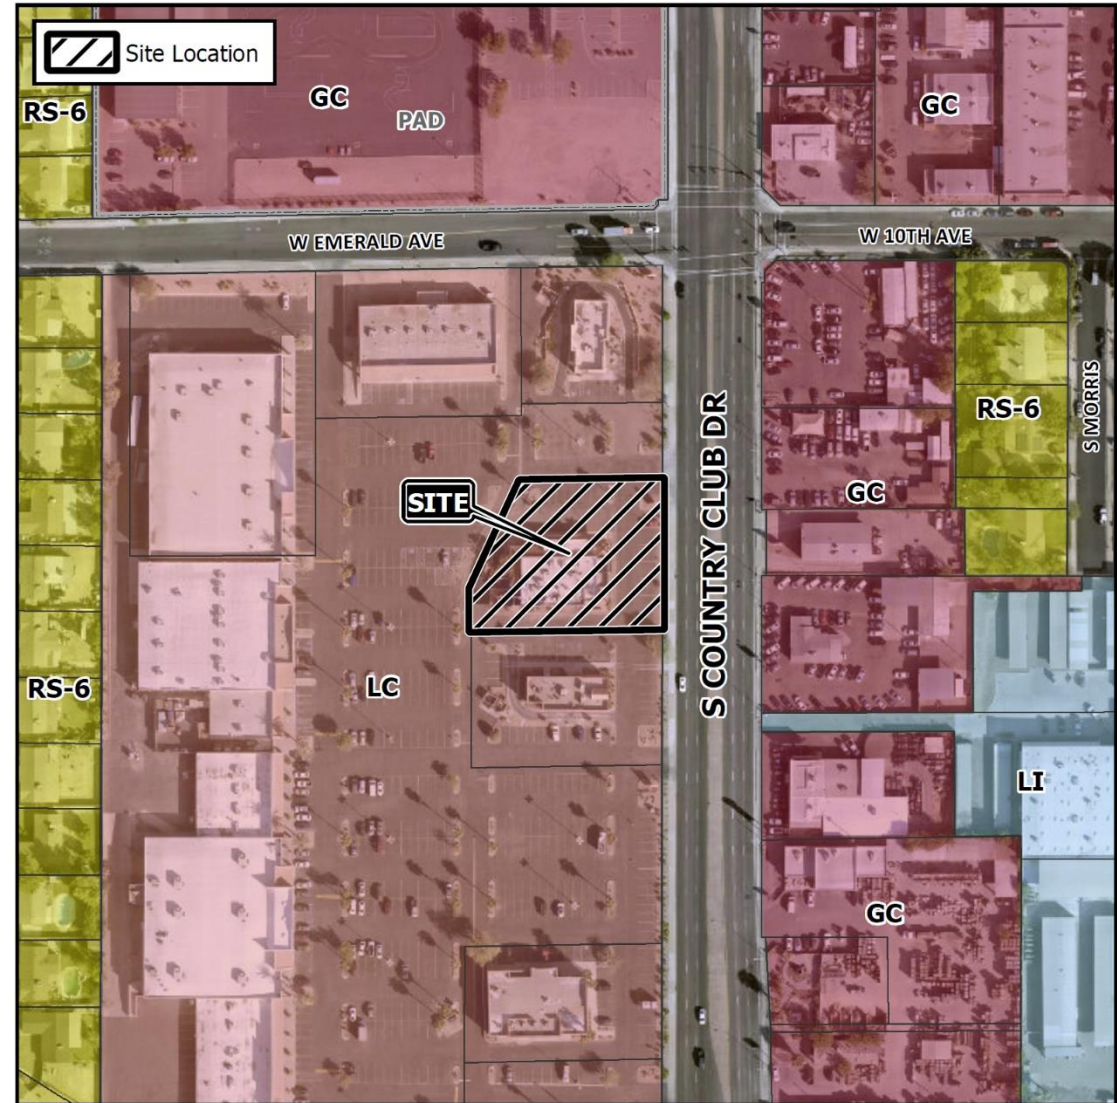 Site Location
RS-6
GC
PAD
GC
W EMERALD AVE
W 10TH AVE
RS-6
S MORRIS
S COUNTRY CLUB DR
SITE
GC
RS-6
LC
LI
GC